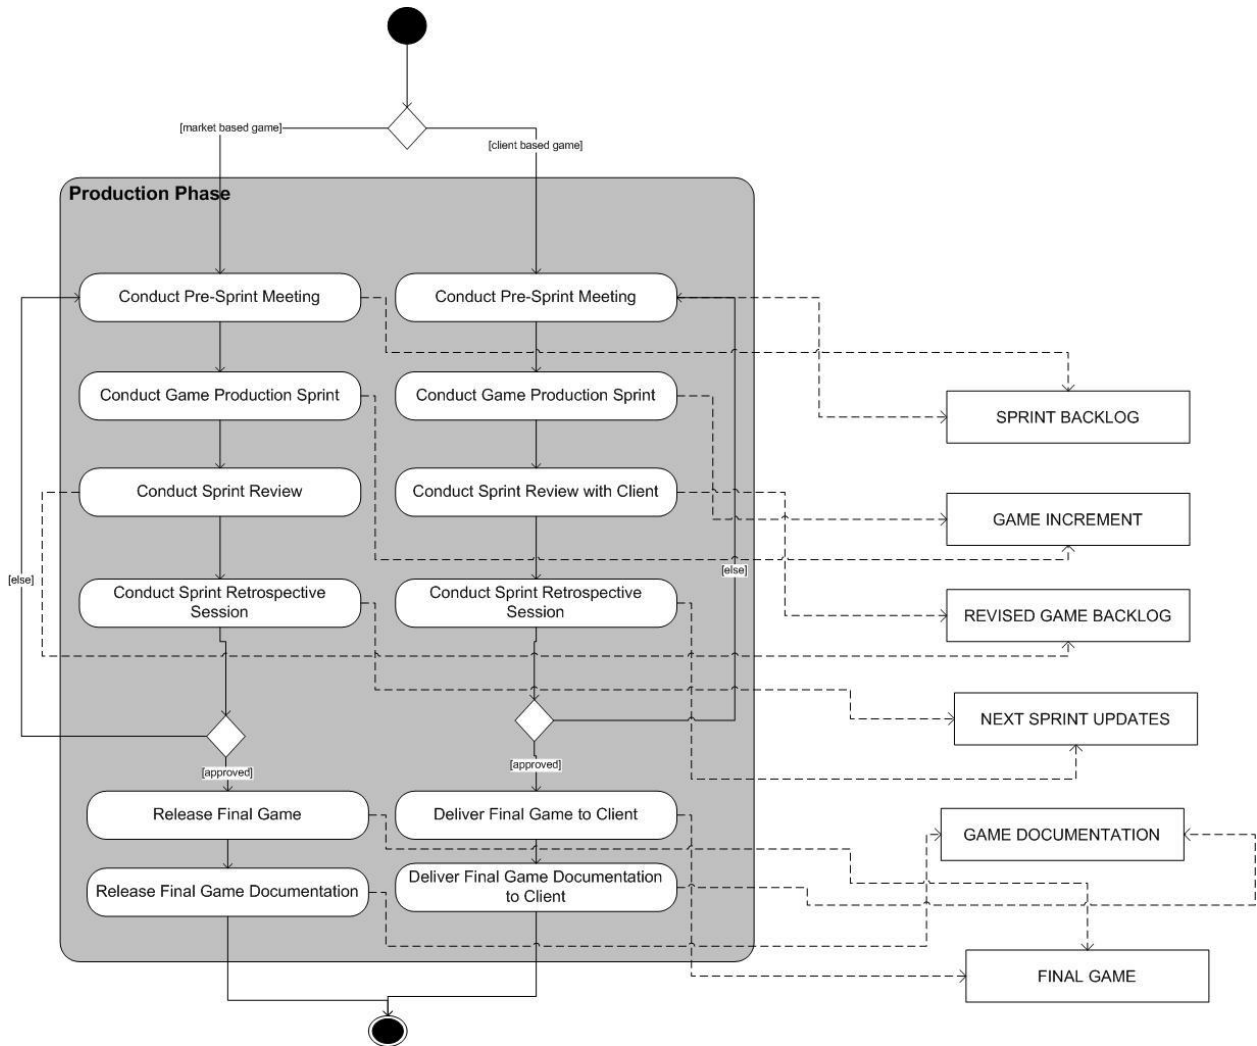 [market based game]
[client based game]
Production Phase
Conduct Pre-Sprint Meeting
Conduct Pre-Sprint Meeting
Conduct Game Production Sprint
Conduct Game Production Sprint
SPRINT BACKLOG
Conduct Sprint Review
Conduct Sprint Review with Client
GAME INCREMENT
[else]
[else]
Conduct Sprint Retrospective
Session
Conduct Sprint Retrospective
Session
REVISED GAME BACKLOG
NEXT SPRINT UPDATES
[approved]
[approved]
Release Final Game
Deliver Final Game to Client
GAME DOCUMENTATION
Release Final Game Documentation
Deliver Final Game Documentation
to Client
FINAL GAME